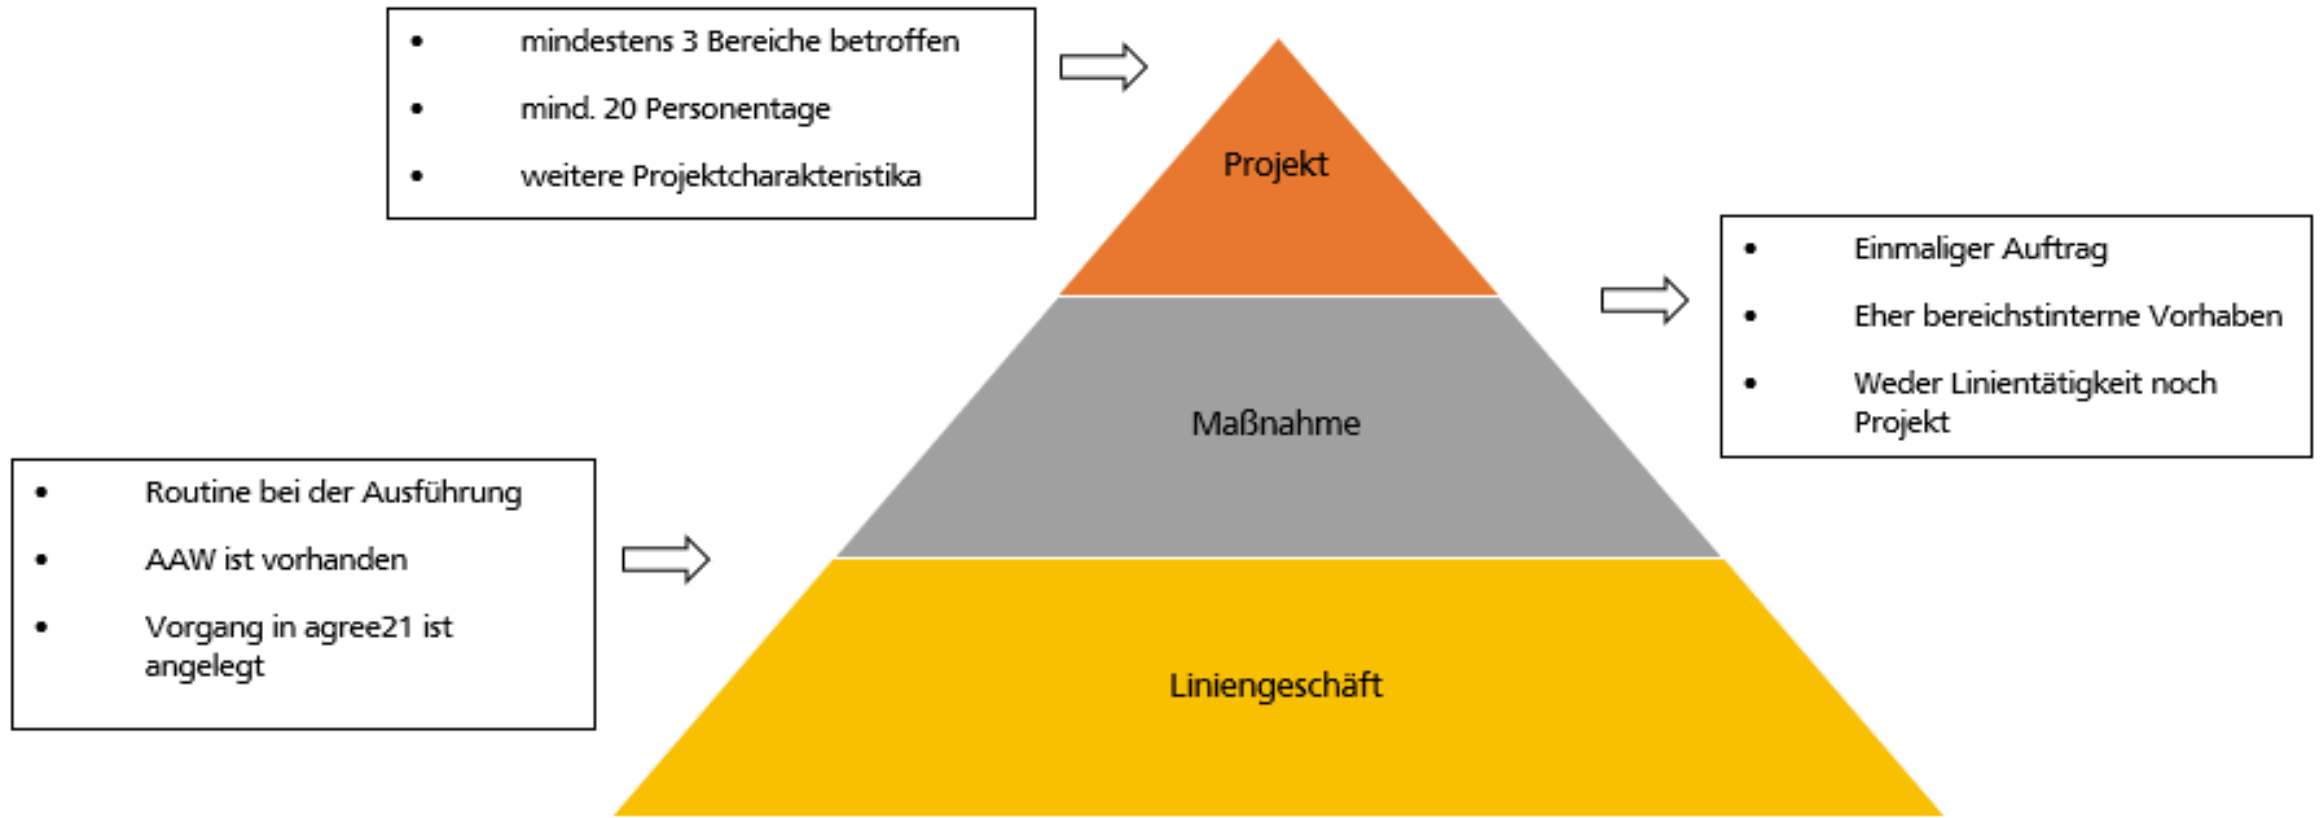 • mindestens 3 Bereiche betroffen
• mind. 20 Personentage
• weitere Projektcharakteristika
Projekt
• Einmaliger Auftrag
• Eher bereichstinterne Vorhaben
• Weder Linientätigkeit noch
Projekt
Maßnahme
• Routine bei der Ausführung
• AAW ist vorhanden
• Vorgang in agree21 ist
angelegt
Liniengeschäft